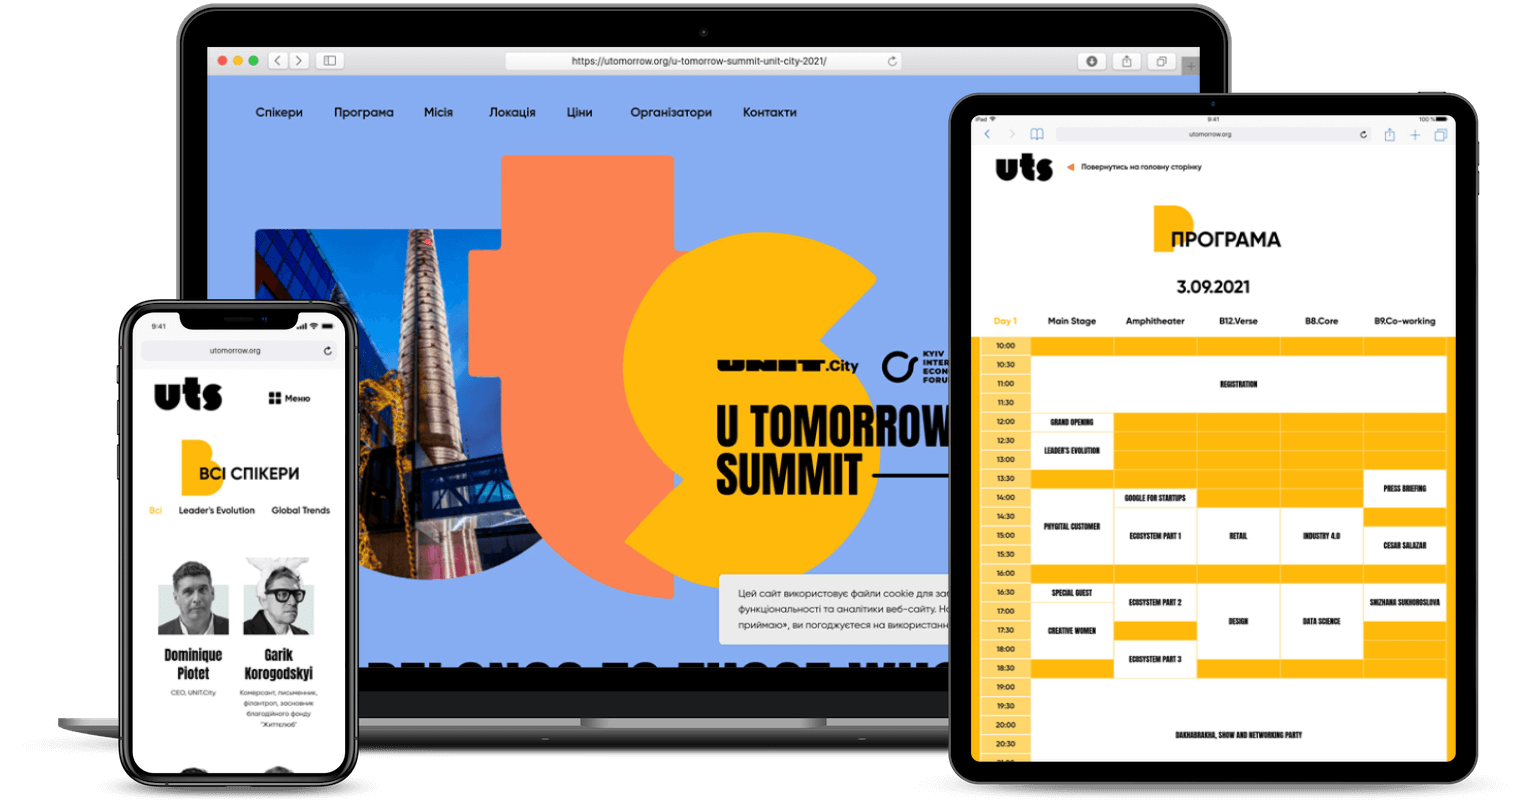 https://utomorrow.org/u-tomorrow-summit-unit-city-2021/
Спікери Програма Місія Локація Ціни Організатори Контакти
UNIT.City
KYIV
INTER
ECON
FORU
U TOMORROW
SUMMIT
Цей сайт використовує файли cookie для заб
функціональності та аналітики веб-сайту. На
приймаю», ви погоджуєтеся на використанн
BELONGS TO THOSE WHO
9:41
utomorrow.org
uts
Меню
ВСІ СПІКЕРИ
Всі Leader's Evolution Global Trends
Dominique
Piotet
CEO, UNIT.City
Garik
Korogodskyi
Комерсант, письменник,
філантроп, засновник
благодійного фонду
"Життєлюб"
iPad 9:41 100 %
utomorrow.org
uts
Повернутись на головну сторінку
ПРОГРАМА
3.09.2021
Day 1 Main Stage Amphitheater B12.Verse B8.Core B9.Co-working
10:00
10:30
11:00 REGISTRATION
11:30
12:00 GRAND OPENING
12:30
LEADER'S EVOLUTION
13:00
13:30
PRESS BRIEFING
14:00 GOOGLE FOR STARTUPS
14:30
PHYGITAL CUSTOMER
15:00 ECOSYSTEM PART 1 RETAIL INDUSTRY 4.0
CESAR SALAZAR
15:30
16:00
16:30 SPECIAL GUEST
ECOSYSTEM PART 2 SNIZHANA SUKHOROSLOVA
17:00
DESIGN DATA SCIENCE
17:30 CREATIVE WOMEN
18:00
ECOSYSTEM PART 3
18:30
19:00
19:30
20:00
DAKHABRAKHA, SHOW AND NETWORKING PARTY
20:30